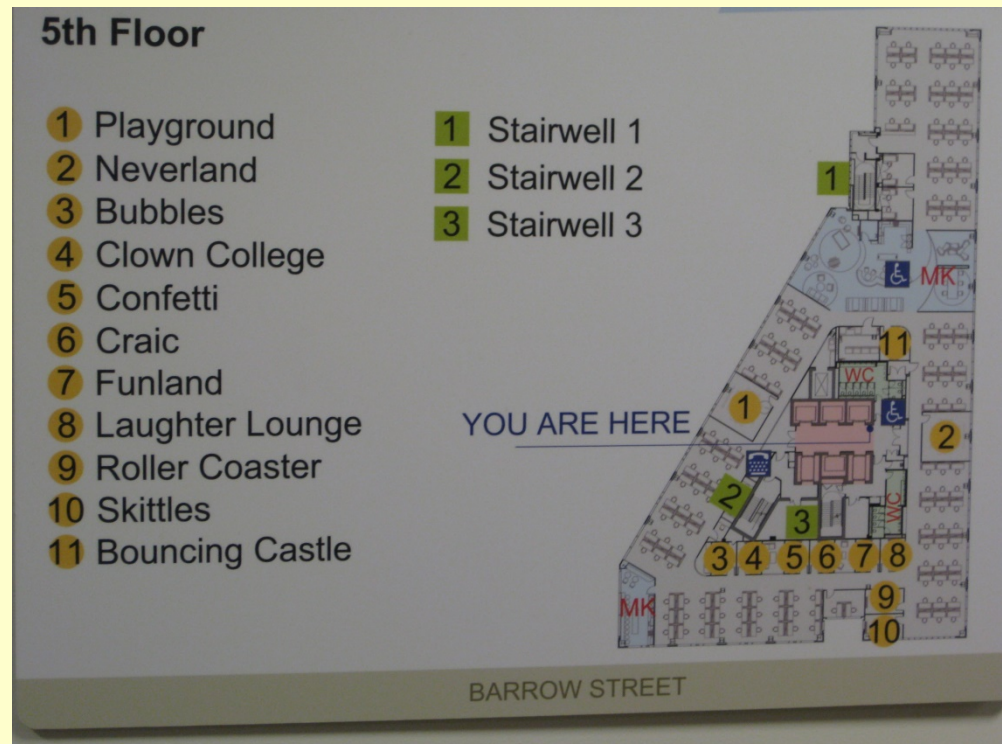 5th Floor
1 Playground
2 Neverland
3 Bubbles
4 Clown College
5 Confetti
6 Craic
7 Funland
8 Laughter Lounge
9 Roller Coaster
10 Skittles
11 Bouncing Castle
1 Stairwell 1
2 Stairwell 2
3 Stairwell 3
1
MK
11
WC
1
YOU ARE HERE
2
2
WC
3
3 4 5 6 7 8
9
MK
10
BARROW STREET